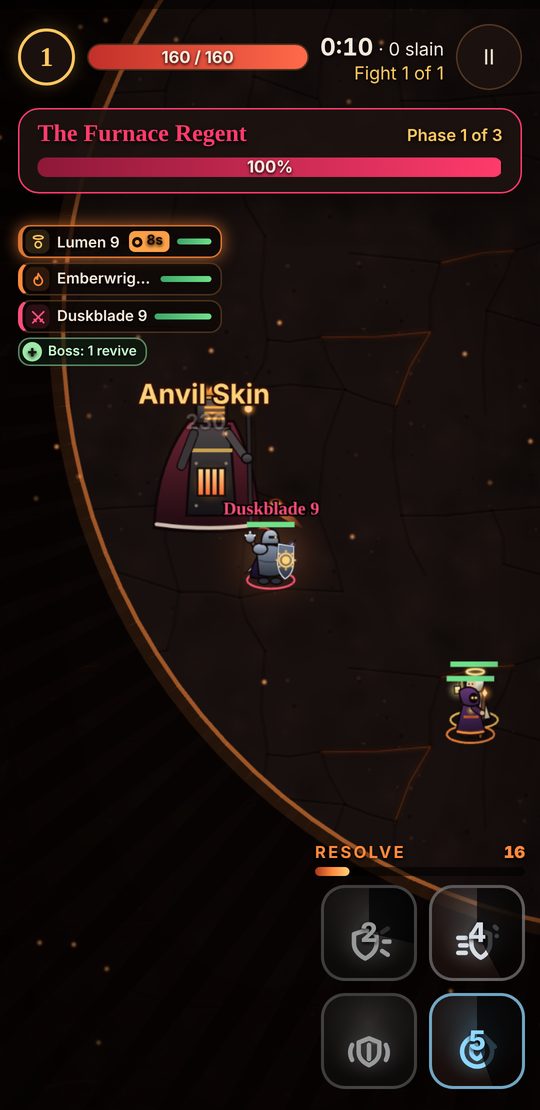 1
160 / 160
0:10 · 0 slain
Fight 1 of 1
The Furnace Regent
Phase 1 of 3
100%
Lumen 9
8s
Emberwrig...
Duskblade 9
Boss: 1 revive
Anvil Skin
230
Duskblade 9
RESOLVE
16
2
4
5